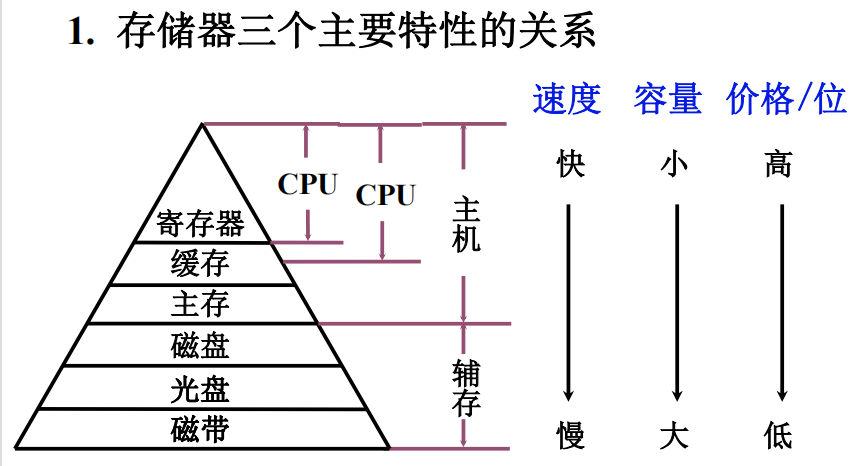 1. 存储器三个主要特性的关系
速度 容量 价格/位
快 小 高
CPU CPU
主机
寄存器
缓存
主存
磁盘
光盘
磁带
辅存
慢 大 低